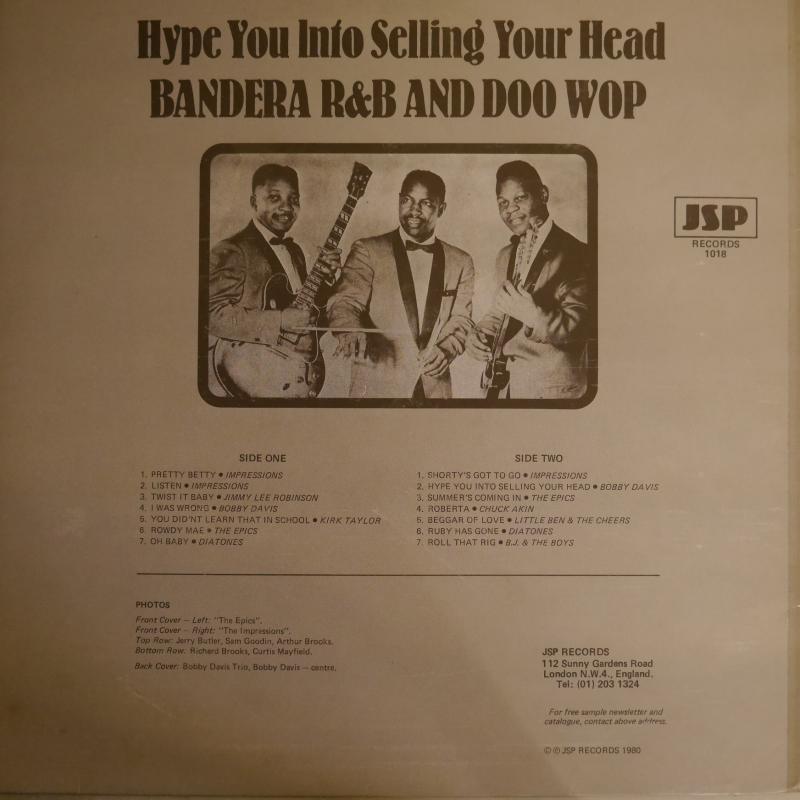 Hype You Into Selling Your Head
BANDERA R&B AND DOO WOP
JSP
RECORDS
1018
SIDE ONE
1. PRETTY BETTY ● IMPRESSIONS
2. LISTEN ● IMPRESSIONS
3. TWIST IT BABY ● JIMMY LEE ROBINSON
4. I WAS WRONG ● BOBBY DAVIS
5. YOU DID'NT LEARN THAT IN SCHOOL ● KIRK TAYLOR
6. ROWDY MAE ● THE EPICS
7. OH BABY ● DIATONES
SIDE TWO
1. SHORTY'S GOT TO GO ● IMPRESSIONS
2. HYPE YOU INTO SELLING YOUR HEAD ● BOBBY DAVIS
3. SUMMER'S COMING IN ● THE EPICS
4. ROBERTA ● CHUCK AKIN
5. BEGGAR OF LOVE ● LITTLE BEN & THE CHEERS
6. RUBY HAS GONE ● DIATONES
7. ROLL THAT RIG ● B.J. & THE BOYS
PHOTOS
Front Cover – Left: "The Epics".
Front Cover – Right: "The Impressions".
Top Row: Jerry Butler, Sam Goodin, Arthur Brooks.
Bottom Row: Richard Brooks, Curtis Mayfield.
Back Cover: Bobby Davis Trio, Bobby Davis – centre.
JSP RECORDS
112 Sunny Gardens Road
London N.W.4., England.
Tel: (01) 203 1324
For free sample newsletter and
catalogue, contact above address.
© ℗ JSP RECORDS 1980